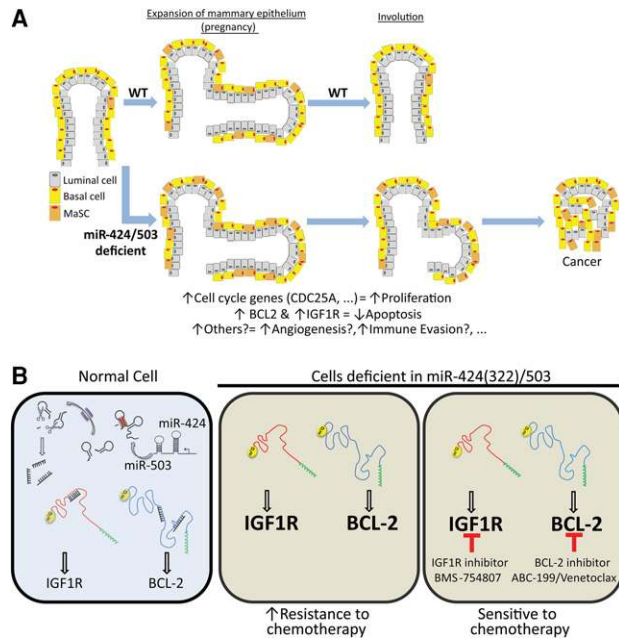 A
Expansion of mammary epithelium
(pregnancy)
Involution
WT
WT
Luminal cell
Basal cell
MaSC
miR-424/503
deficient
Cancer
↑Cell cycle genes (CDC25A, ...)= ↑Proliferation
↑ BCL2 & ↑IGF1R = ↓Apoptosis
↑Others?= ↑Angiogenesis?,↑Immune Evasion?, ...
B
Normal Cell
Cells deficient in miR-424(322)/503
miR-424
miR-503
IGF1R
BCL-2
IGF1R
BCL-2
IGF1R
BCL-2
IGF1R inhibitor
BMS-754807
BCL-2 inhibitor
ABC-199/Venetoclax
↑Resistance to
chemotherapy
Sensitive to
chemotherapy